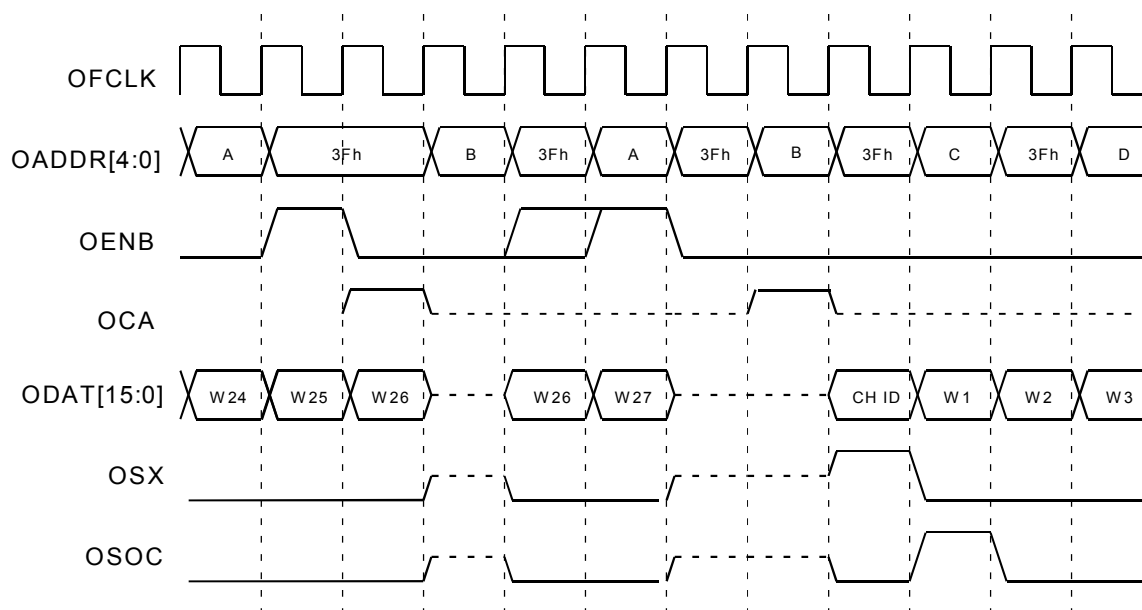 OFCLK
OADDR[4:0] A 3Fh B 3Fh A 3Fh B 3Fh C 3Fh D
OENB
OCA
ODAT[15:0] W24 W25 W26 W26 W27 CH ID W1 W2 W3
OSX
OSOC